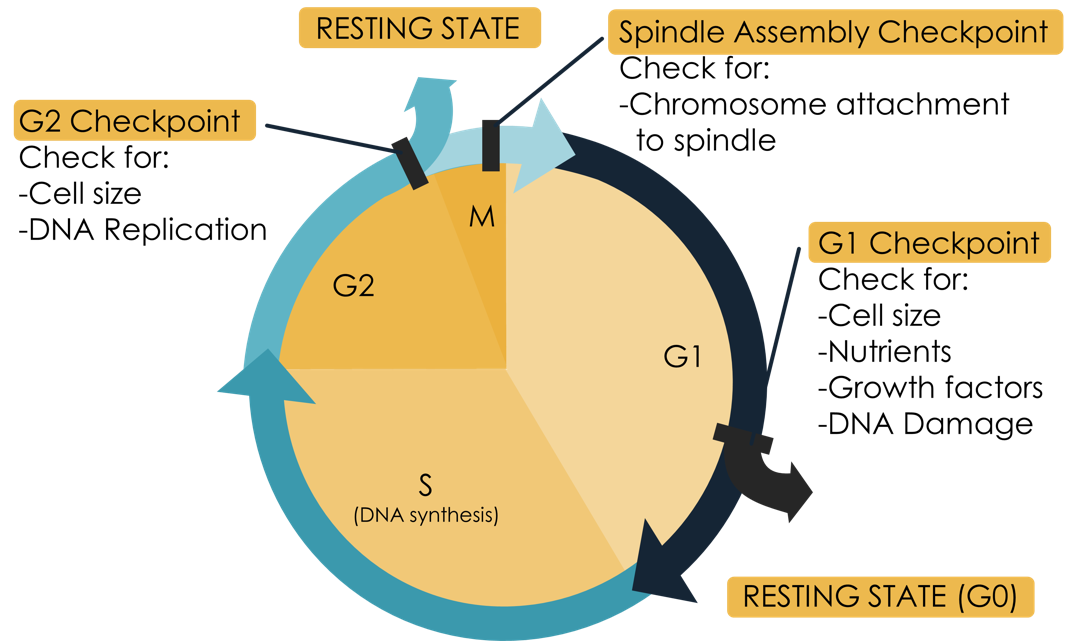 RESTING STATE
Spindle Assembly Checkpoint
Check for:
-Chromosome attachment
to spindle
G2 Checkpoint
Check for:
-Cell size
-DNA Replication
M
G2
G1
G1 Checkpoint
Check for:
-Cell size
-Nutrients
-Growth factors
-DNA Damage
S
(DNA synthesis)
RESTING STATE (G0)